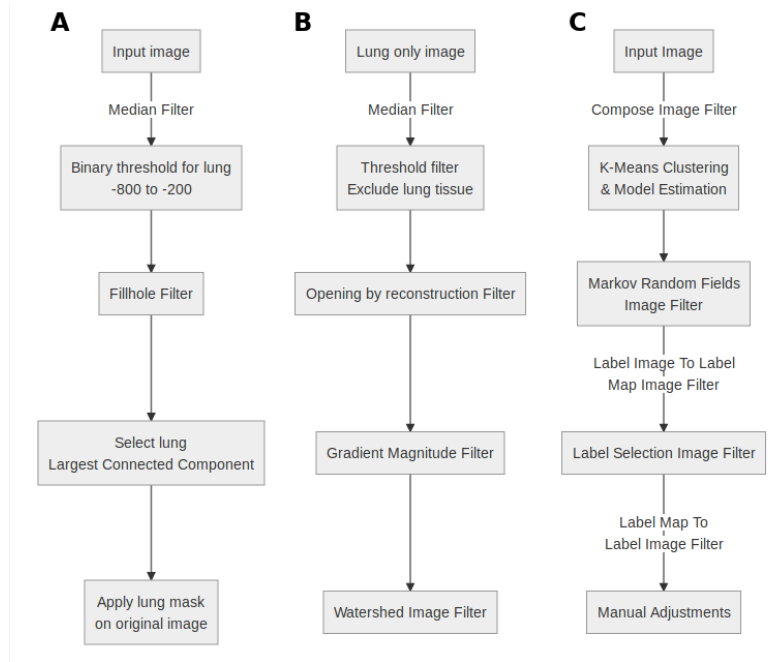 A
Input image
Median Filter
Binary threshold for lung
-800 to -200
Fillhole Filter
Select lung
Largest Connected Component
Apply lung mask
on original image
B
Lung only image
Median Filter
Threshold filter
Exclude lung tissue
Opening by reconstruction Filter
Gradient Magnitude Filter
Watershed Image Filter
C
Input Image
Compose Image Filter
K-Means Clustering
& Model Estimation
Markov Random Fields
Image Filter
Label Image To Label
Map Image Filter
Label Selection Image Filter
Label Map To
Label Image Filter
Manual Adjustments